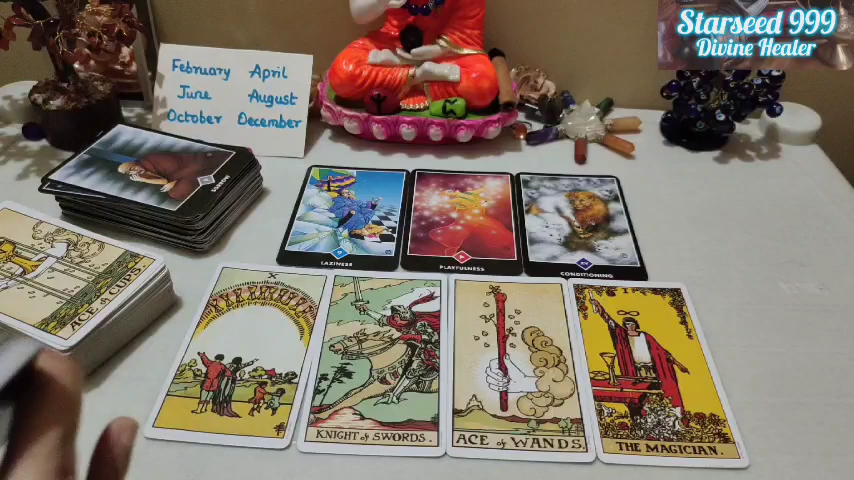 Starseed 999
Divine Healer
February April
June August
October December
SORROW
LAZINESS
PLAYFULNESS
CONDITIONING
ACE of CUPS.
X
KNIGHT of SWORDS.
ACE of WANDS.
THE MAGICIAN.